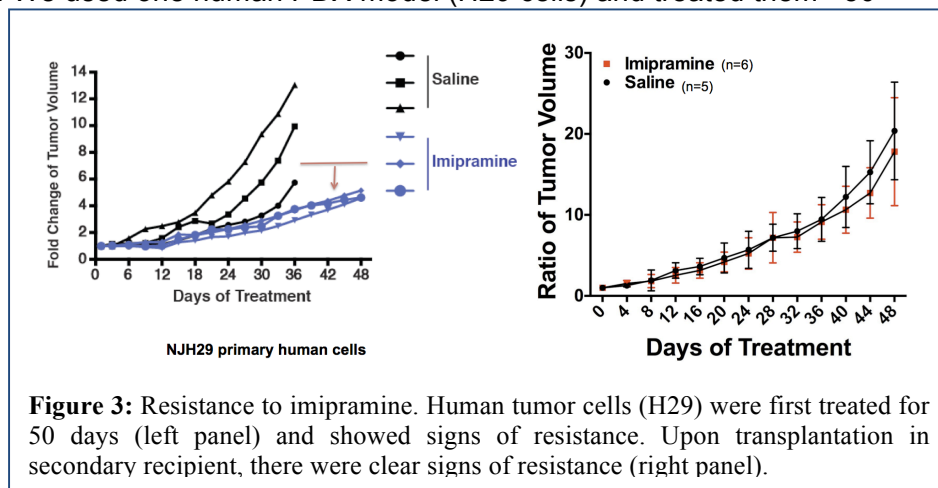 14
12
10
8
6
4
2
0
Fold Change of Tumor Volume
0 6 12 18 24 30 36 42 48
Days of Treatment
Saline
Imipramine
NJH29 primary human cells
30
20
10
0
Ratio of Tumor Volume
Imipramine (n=6)
Saline (n=5)
0 4 8 12 16 20 24 28 32 36 40 44 48
Days of Treatment
Figure 3: Resistance to imipramine. Human tumor cells (H29) were first treated for
50 days (left panel) and showed signs of resistance. Upon transplantation in
secondary recipient, there were clear signs of resistance (right panel).